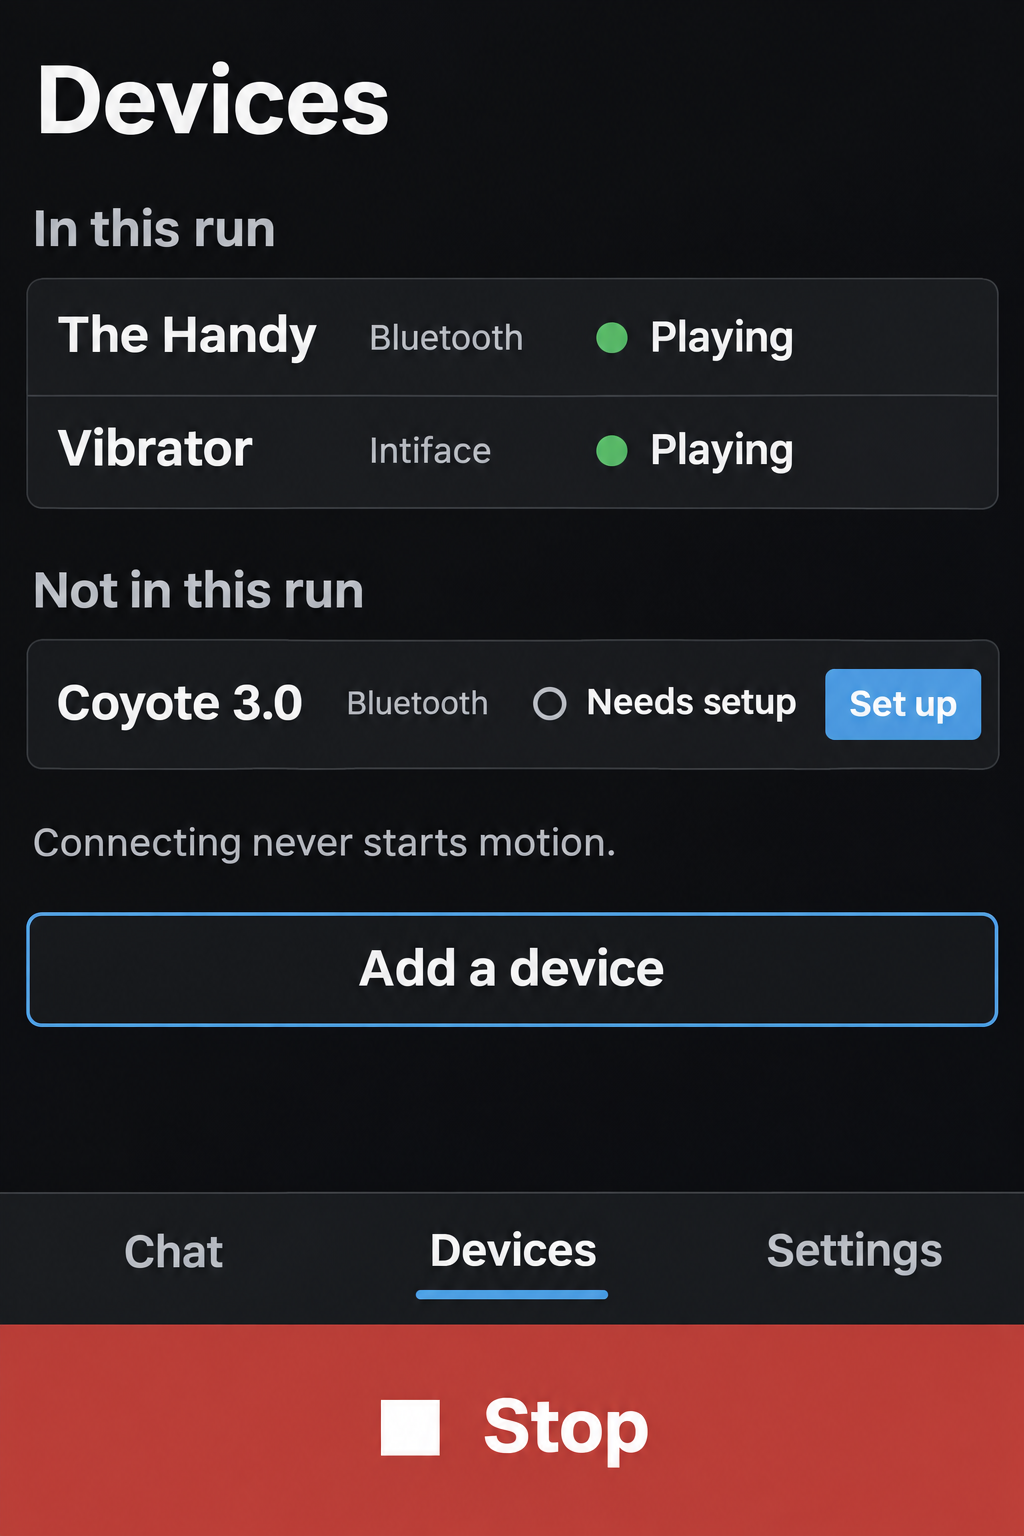 Devices
In this run
The Handy Bluetooth Playing
Vibrator Intiface Playing
Not in this run
Coyote 3.0 Bluetooth Needs setup Set up
Connecting never starts motion.
Add a device
Chat Devices Settings
Stop